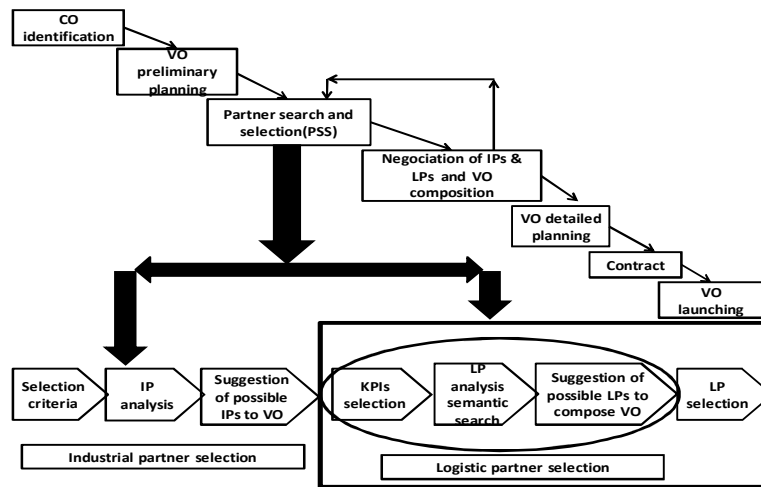 CO
identification
VO
preliminary
planning
Partner search and
selection(PSS)
Negociation of IPs &
LPs and VO
composition
VO detailed
planning
Contract
VO
launching
Selection
criteria
IP
analysis
Suggestion
of possible
IPs to VO
KPIs
selection
LP
analysis
semantic
search
Suggestion of
possible LPs to
compose VO
LP
selection
Industrial partner selection
Logistic partner selection